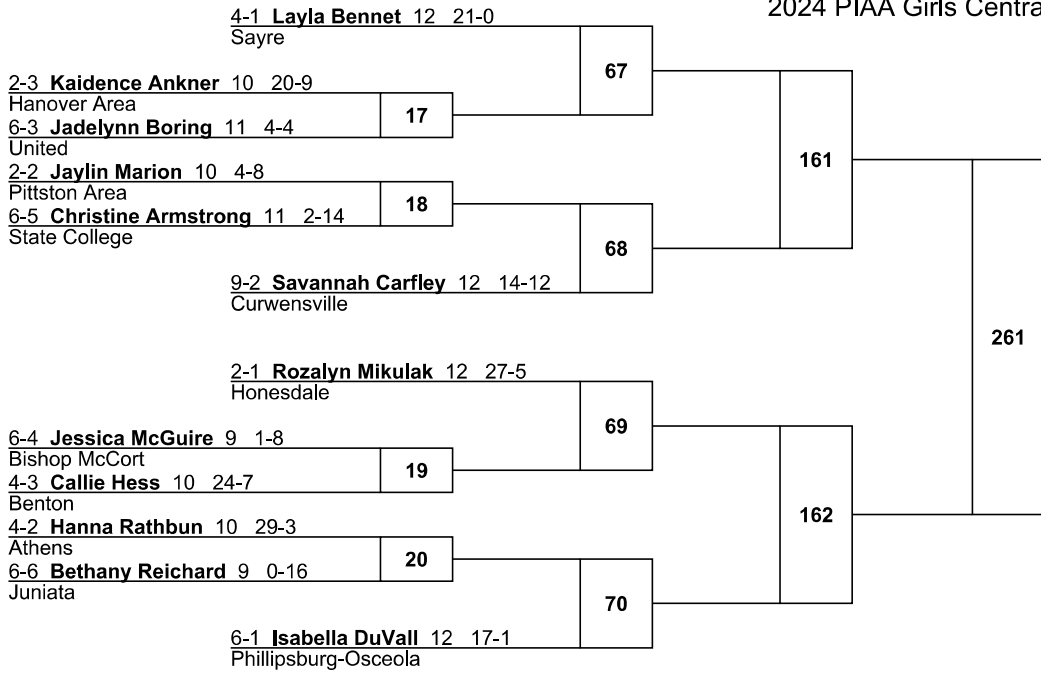 2024 PIAA Girls Centra
4-1 Layla Bennet 12 21-0
Sayre
67
2-3 Kaidence Ankner 10 20-9
Hanover Area
17
6-3 Jadelynn Boring 11 4-4
United
161
2-2 Jaylin Marion 10 4-8
Pittston Area
18
6-5 Christine Armstrong 11 2-14
State College
68
9-2 Savannah Carfley 12 14-12
Curwensville
261
2-1 Rozalyn Mikulak 12 27-5
Honesdale
69
6-4 Jessica McGuire 9 1-8
Bishop McCort
19
4-3 Callie Hess 10 24-7
Benton
162
4-2 Hanna Rathbun 10 29-3
Athens
20
6-6 Bethany Reichard 9 0-16
Juniata
70
6-1 Isabella DuVall 12 17-1
Phillipsburg-Osceola